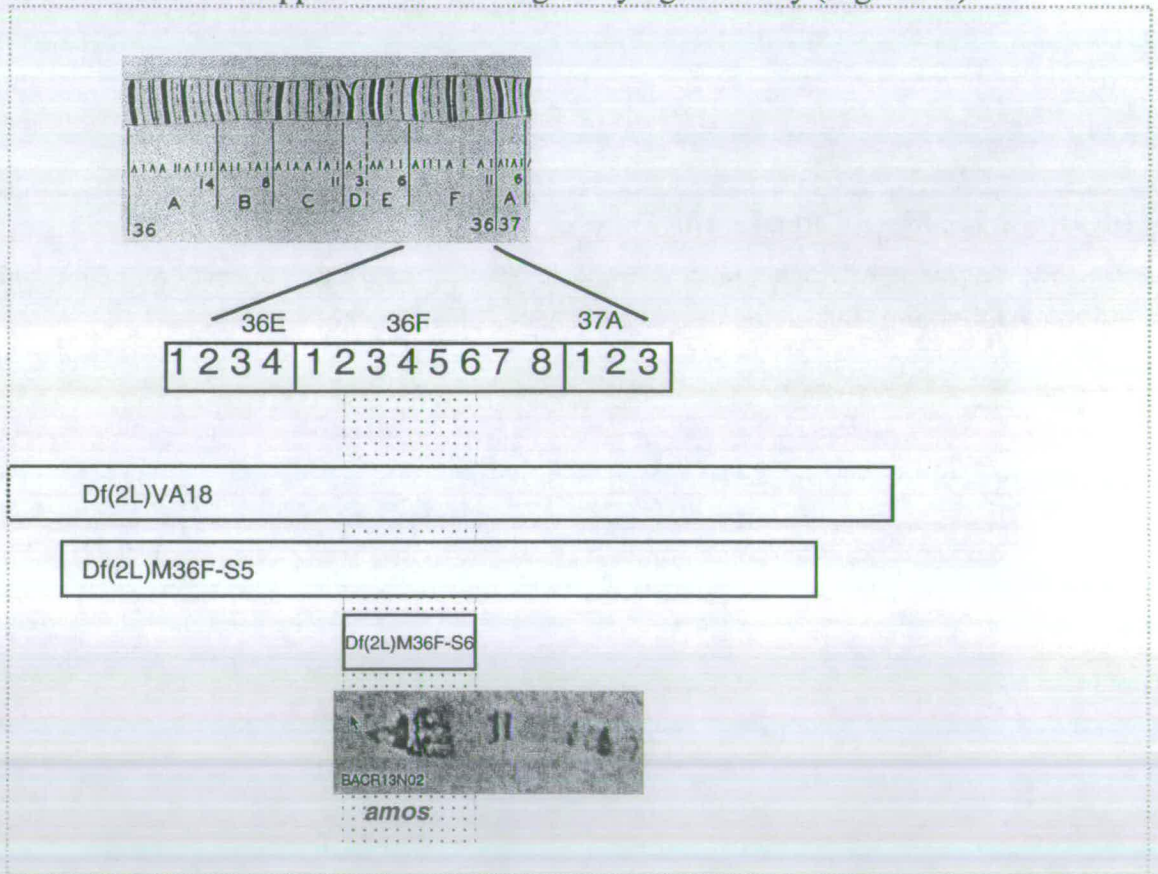 14 8 11 3 6 11 6
A B C D E F A
36 36 37
36E 36F 37A
1 2 3 4 1 2 3 4 5 6 7 8 1 2 3
Df(2L)VA18
Df(2L)M36F-S5
Df(2L)M36F-S6
BACR13N02
amos